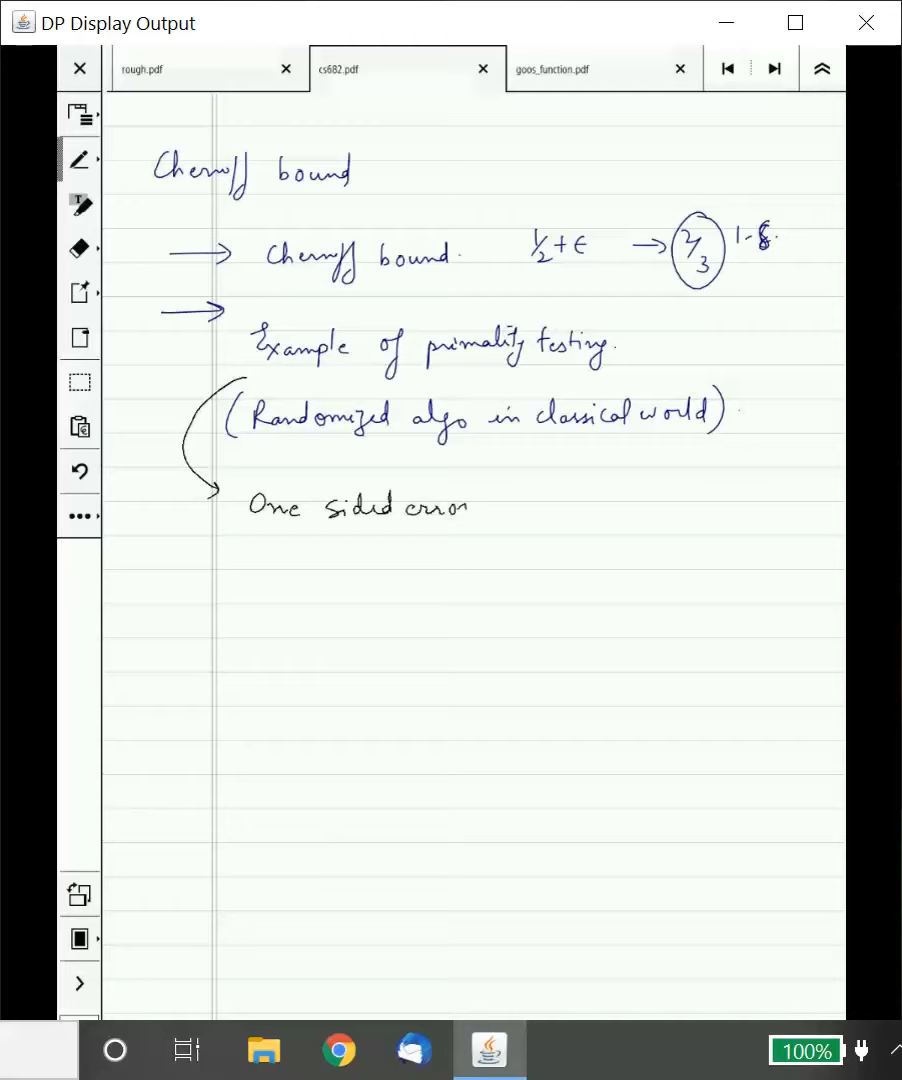 DP Display Output
rough.pdf
cs682.pdf
goos_function.pdf
Chernoff bound
→ Chernoff bound. 1/2 + ε → 2/3 1-
→ Example of primality testing.
(Randomized algo in classical world)
One sided error
100%